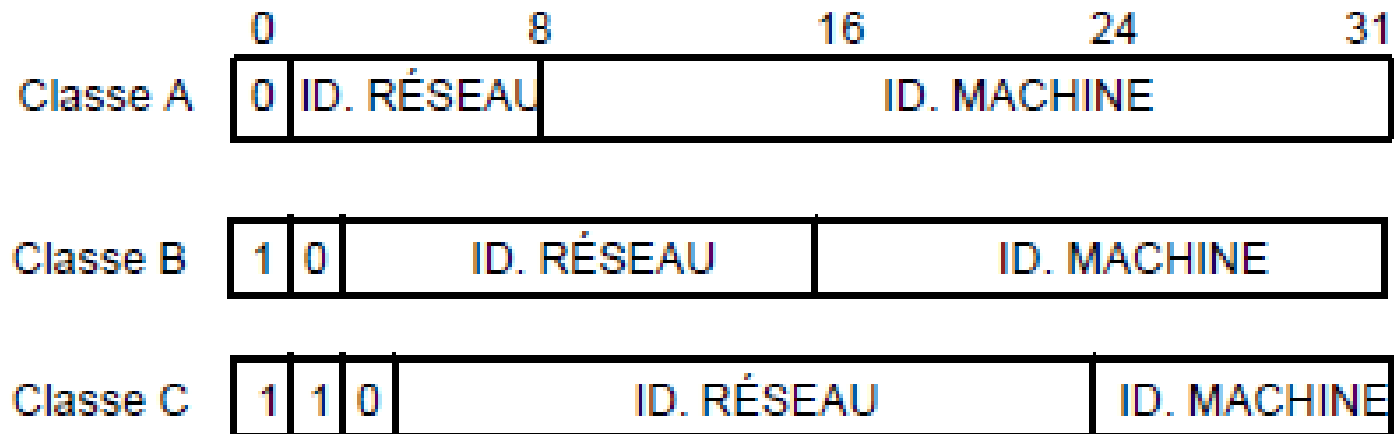 0 8 16 24 31
Classe A 0 ID. RÉSEAU ID. MACHINE
Classe B 1 0 ID. RÉSEAU ID. MACHINE
Classe C 1 1 0 ID. RÉSEAU ID. MACHINE